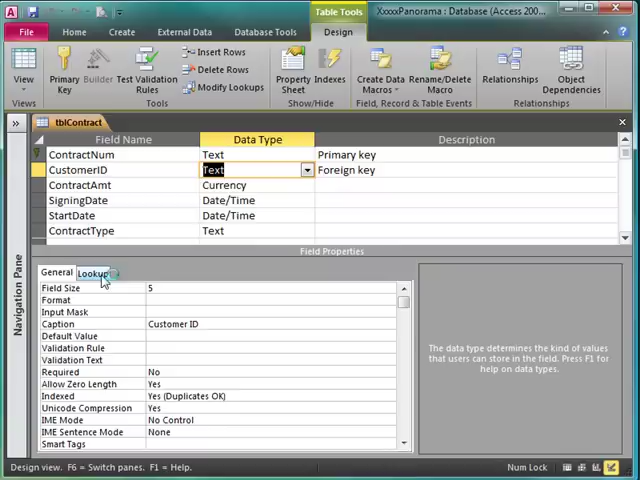 Table Tools
XxxxxPanorama : Database (Access 200...
File Home Create External Data Database Tools Design
View
Primary Key
Builder
Test Validation Rules
Insert Rows
Delete Rows
Modify Lookups
Property Sheet
Indexes
Create Data Macros
Rename/Delete Macro
Relationships
Object Dependencies
Views Tools Show/Hide Field, Record & Table Events Relationships
tblContract
Field Name Data Type Description
ContractNum Text Primary key
CustomerID Text Foreign key
ContractAmt Currency
SigningDate Date/Time
StartDate Date/Time
ContractType Text
Field Properties
Navigation Pane
General Lookup
Field Size 5
Format
Input Mask
Caption Customer ID
Default Value
Validation Rule
Validation Text
Required No
Allow Zero Length Yes
Indexed Yes (Duplicates OK)
Unicode Compression Yes
IME Mode No Control
IME Sentence Mode None
Smart Tags
The data type determines the kind of values
that users can store in the field. Press F1 for
help on data types.
Design view. F6 = Switch panes. F1 = Help. Num Lock